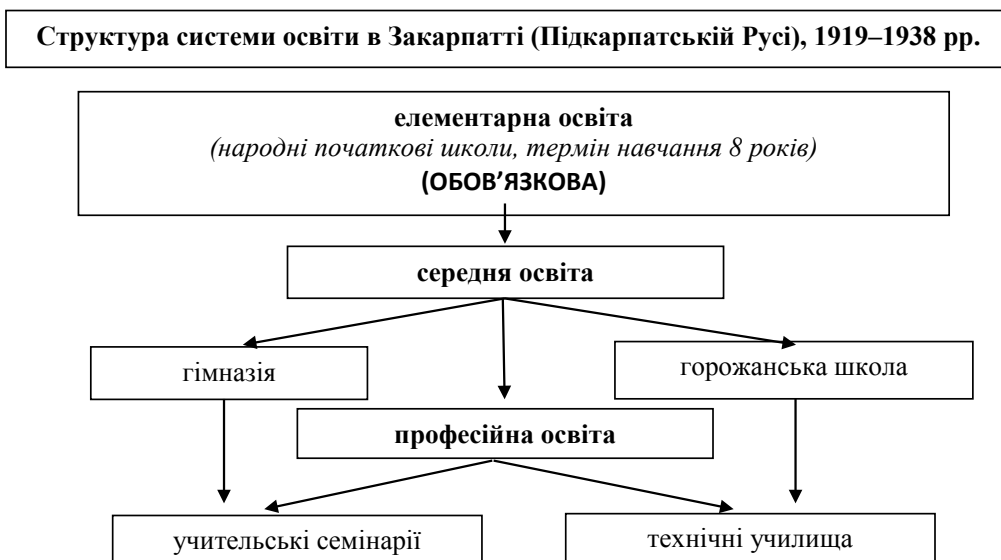 Структура системи освіти в Закарпатті (Підкарпатській Русі), 1919–1938 рр.
елементарна освіта
(народні початкові школи, термін навчання 8 років)
(ОБОВ’ЯЗКОВА)
середня освіта
гімназія
горожанська школа
професійна освіта
учительські семінарії
технічні училища